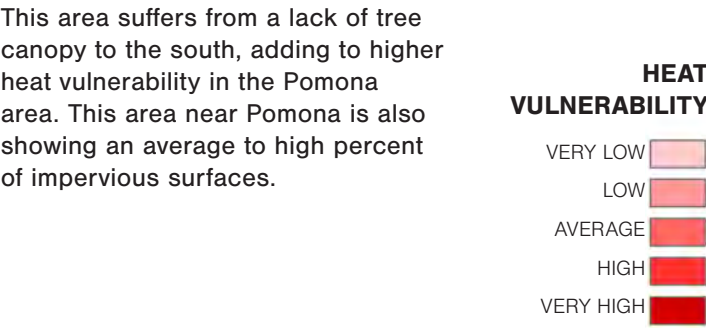 This area suffers from a lack of tree
canopy to the south, adding to higher
heat vulnerability in the Pomona
area. This area near Pomona is also
showing an average to high percent
of impervious surfaces.
HEAT
VULNERABILITY
VERY LOW
LOW
AVERAGE
HIGH
VERY HIGH